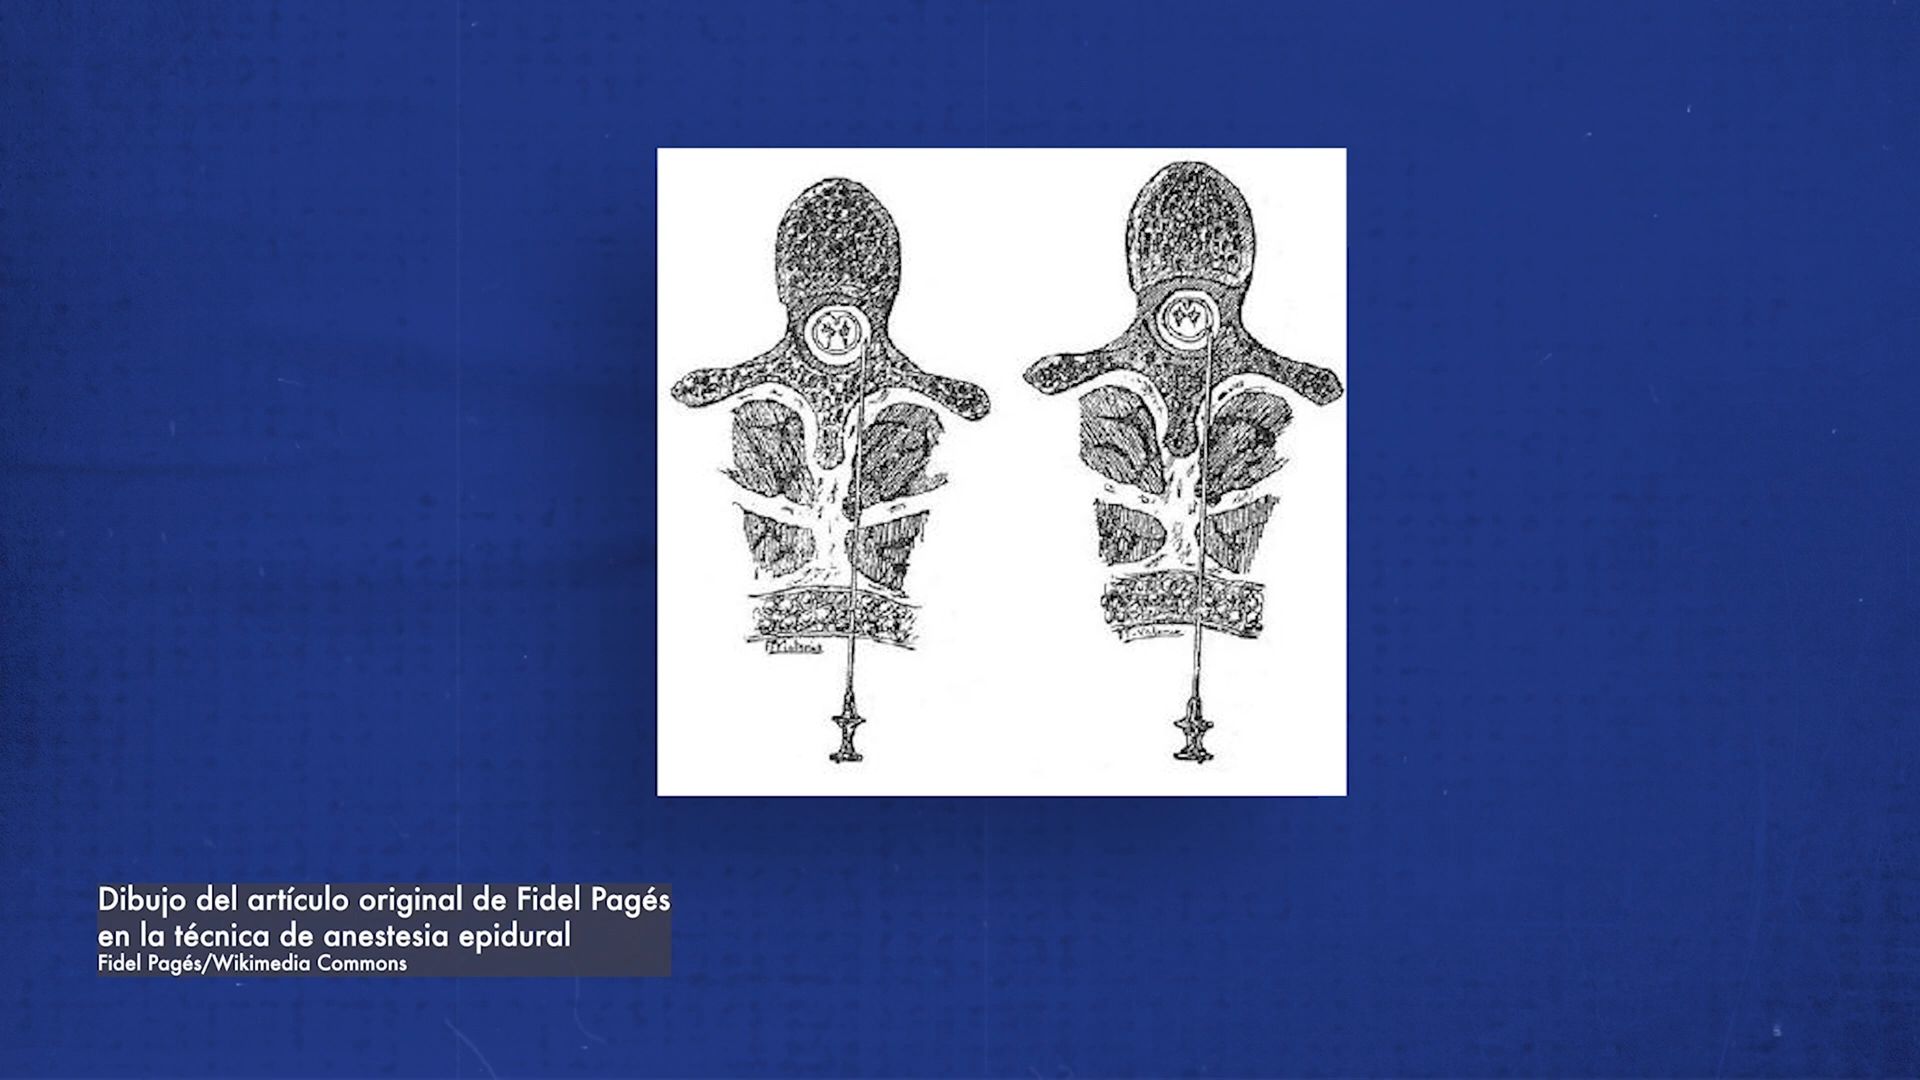 Dibujo del artículo original de Fidel Pagés
en la técnica de anestesia epidural
Fidel Pagés/Wikimedia Commons